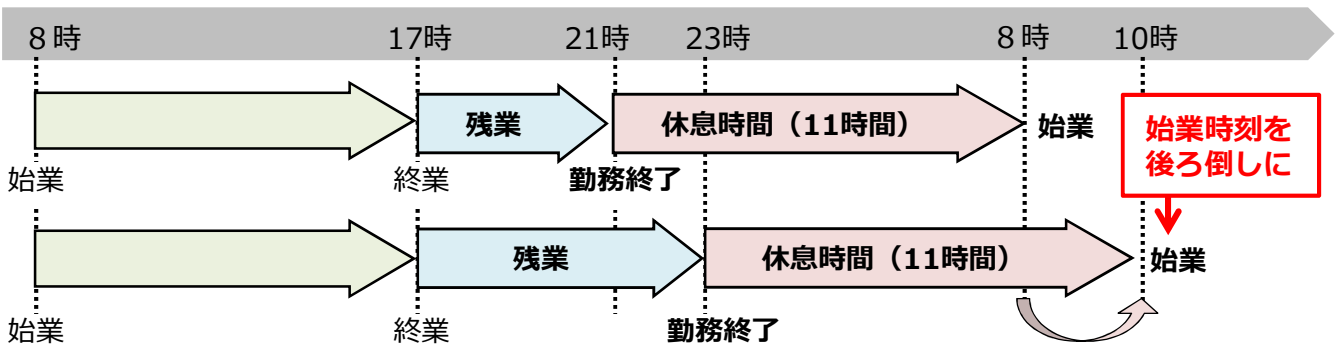 ８時 17時 21時 23時 ８時 10時
残業 休息時間（11時間） 始業
始業時刻を
後ろ倒しに
始業 終業 勤務終了
残業 休息時間（11時間） 始業
始業 終業 勤務終了